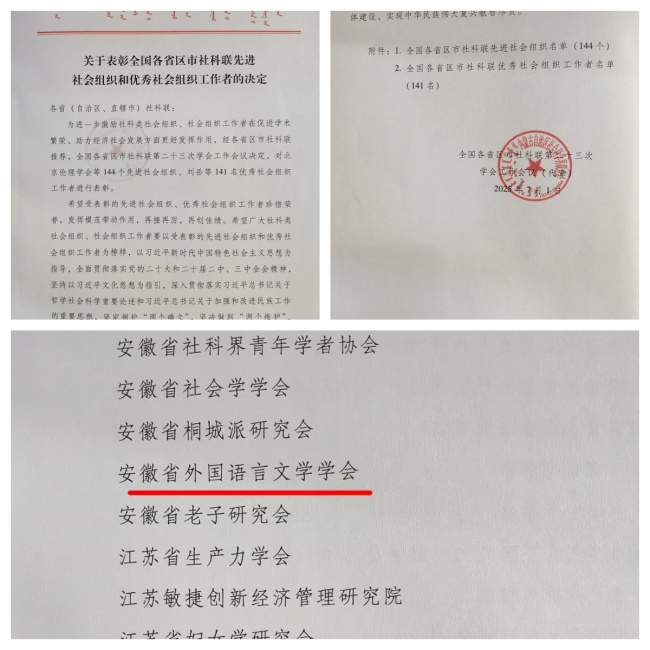 关于表彰全国各省区市社科联先进
社会组织和优秀社会组织工作者的决定
各省（自治区、直辖市）社科联：
为进一步激励社科类社会组织、社会组织工作者在促进学术
繁荣、助力经济社会发展方面更好发挥作用，经各省区市社科联
推荐，全国各省区市社科联第二十三次学会工作会议决定，对北
京伦理学会等 144 个先进社会组织、刘岳等 141 名优秀社会组织
工作者进行表彰。
希望受表彰的先进社会组织、优秀社会组织工作者珍惜荣
誉，发挥模范带动作用，再接再厉，再创佳绩。希望广大社科类
社会组织、社会组织工作者要以受表彰的先进社会组织和优秀社
会组织工作者为榜样，以习近平新时代中国特色社会主义思想为
指导，全面贯彻落实党的二十大和二十届二中、三中全会精神，
坚持以习近平文化思想为指引，深入贯彻落实习近平总书记关于
哲学社会科学重要论述和习近平总书记关于加强和改进民族工作
的重要思想，坚定拥护“两个确立”，坚决做到“两个维护”，
体建设，实现中华民族伟大复兴
附件：1. 全国各省区市社科联先进社会组织名单（144 个）
2. 全国各省区市社科联优秀社会组织工作者名单
（141 名）
全国各省区市社科联第二十三次
学会工作会议（代章）
2025 年 7 月 1 日
安徽省社科界青年学者协会
安徽省社会学学会
安徽省桐城派研究会
安徽省外国语言文学学会
安徽省老子研究会
江苏省生产力学会
江苏敏捷创新经济管理研究院
江苏省妇女学研究会